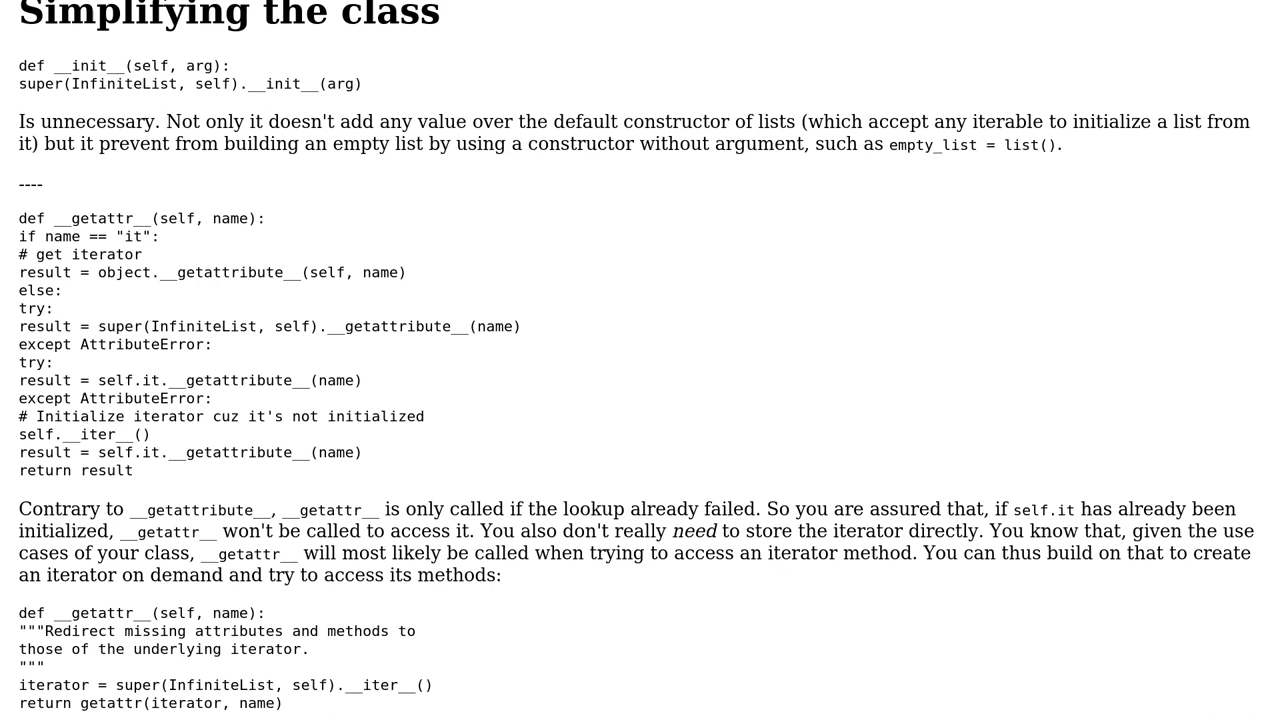 Simplifying the class
def __init__(self, arg):
super(InfiniteList, self).__init__(arg)
Is unnecessary. Not only it doesn't add any value over the default constructor of lists (which accept any iterable to initialize a list from
it) but it prevent from building an empty list by using a constructor without argument, such as empty_list = list().
----
def __getattr__(self, name):
if name == "it":
# get iterator
result = object.__getattribute__(self, name)
else:
try:
result = super(InfiniteList, self).__getattribute__(name)
except AttributeError:
try:
result = self.it.__getattribute__(name)
except AttributeError:
# Initialize iterator cuz it's not initialized
self.__iter__()
result = self.it.__getattribute__(name)
return result
Contrary to __getattribute__, __getattr__ is only called if the lookup already failed. So you are assured that, if self.it has already been
initialized, __getattr__ won't be called to access it. You also don't really need to store the iterator directly. You know that, given the use
cases of your class, __getattr__ will most likely be called when trying to access an iterator method. You can thus build on that to create
an iterator on demand and try to access its methods:
def __getattr__(self, name):
"""Redirect missing attributes and methods to
those of the underlying iterator.
"""
iterator = super(InfiniteList, self).__iter__()
return getattr(iterator, name)